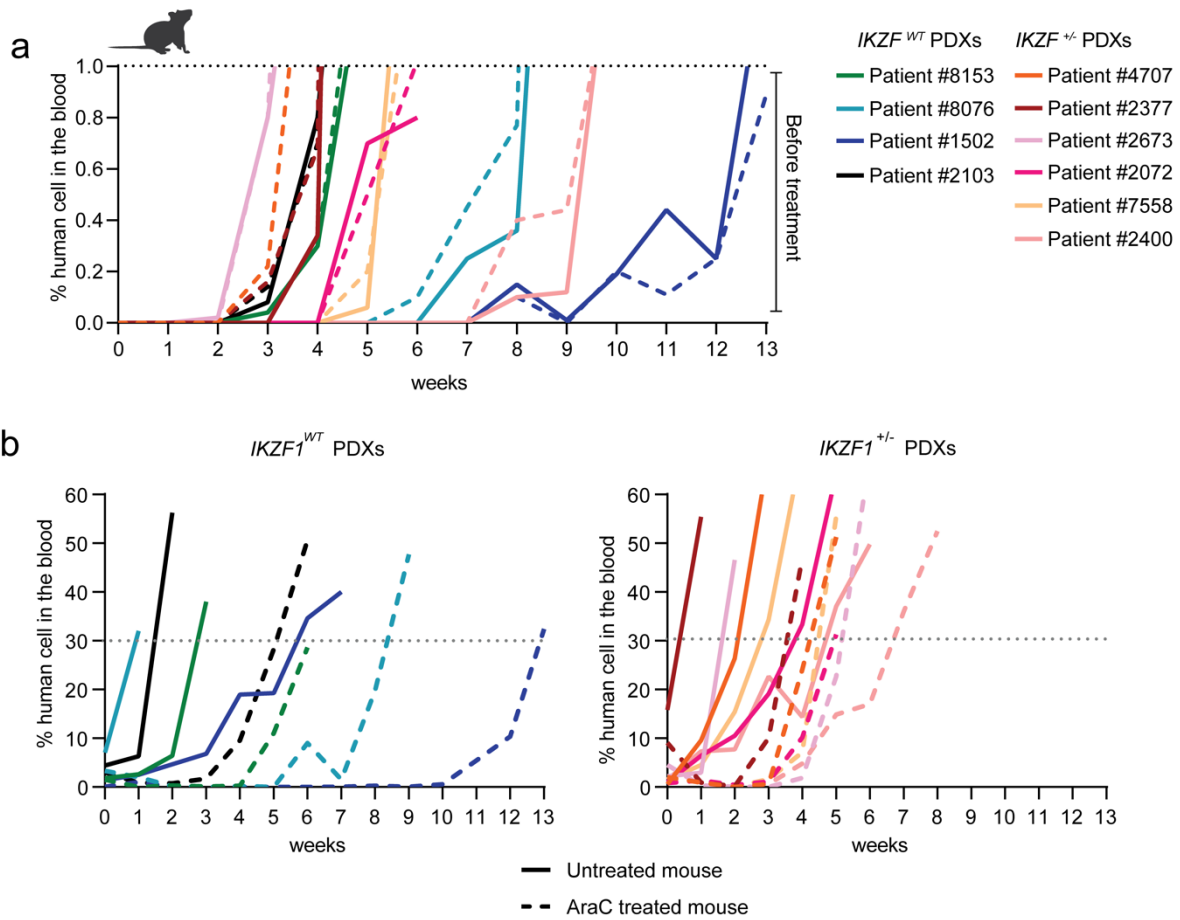 a
IKZF WT PDXs
IKZF +/- PDXs
Patient #8153
Patient #8076
Patient #1502
Patient #2103
Patient #4707
Patient #2377
Patient #2673
Patient #2072
Patient #7558
Patient #2400
% human cell in the blood
1.0
0.8
0.6
0.4
0.2
0.0
0 1 2 3 4 5 6 7 8 9 10 11 12 13
weeks
Before treatment
b
IKZF1 WT PDXs
% human cell in the blood
60
50
40
30
20
10
0
0 1 2 3 4 5 6 7 8 9 10 11 12 13
weeks
IKZF1 +/- PDXs
% human cell in the blood
60
50
40
30
20
10
0
0 1 2 3 4 5 6 7 8 9 10 11 12 13
weeks
Untreated mouse
AraC treated mouse